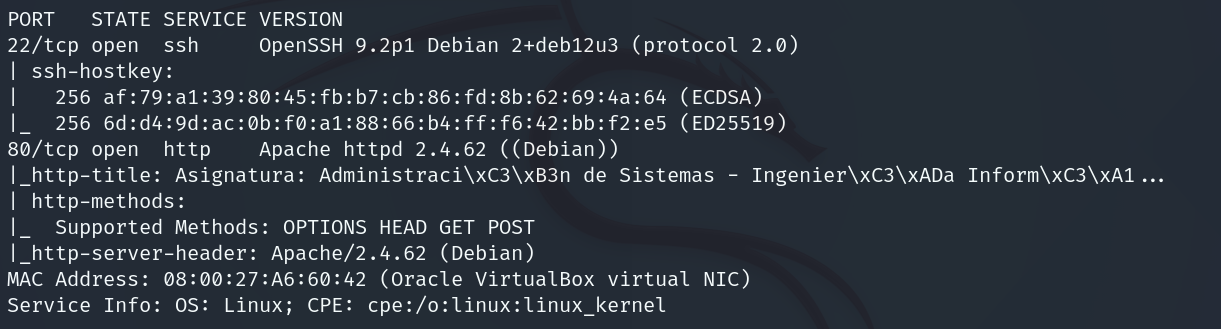 PORT   STATE SERVICE VERSION
22/tcp open  ssh     OpenSSH 9.2p1 Debian 2+deb12u3 (protocol 2.0)
| ssh-hostkey:
|   256 af:79:a1:39:80:45:fb:b7:cb:86:fd:8b:62:69:4a:64 (ECDSA)
|_  256 6d:d4:9d:ac:0b:f0:a1:88:66:b4:ff:f6:42:bb:f2:e5 (ED25519)
80/tcp open  http    Apache httpd 2.4.62 ((Debian))
|_http-title: Asignatura: Administraci\xC3\xB3n de Sistemas - Ingenier\xC3\xADa Inform\xC3\xA1...
| http-methods:
|_  Supported Methods: OPTIONS HEAD GET POST
|_http-server-header: Apache/2.4.62 (Debian)
MAC Address: 08:00:27:A6:60:42 (Oracle VirtualBox virtual NIC)
Service Info: OS: Linux; CPE: cpe:/o:linux:linux_kernel